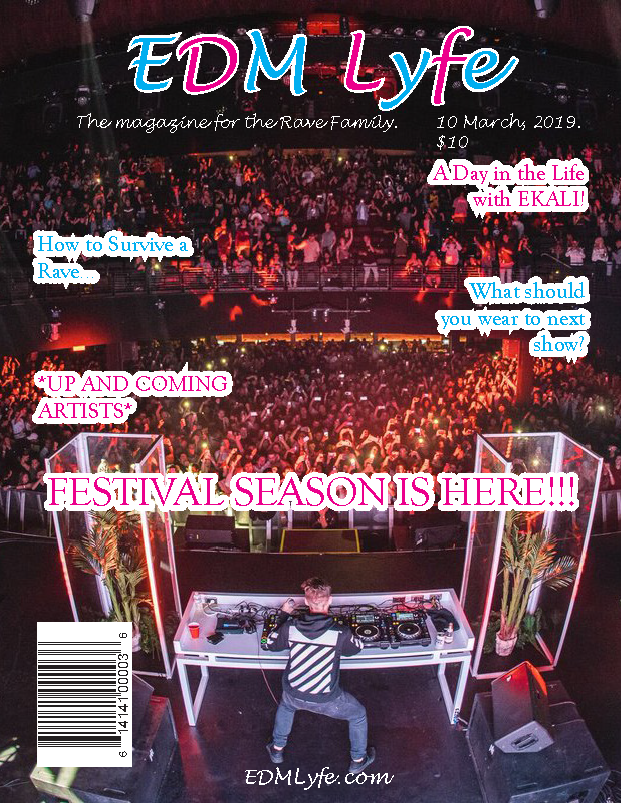 EDM Lyfe
The magazine for the Rave Family.
10 March, 2019.
$10
A Day in the Life
with EKALI!
How to Survive a
Rave...
What should
you wear to next
show?
*UP AND COMING
ARTISTS*
FESTIVAL SEASON IS HERE!!!
6 14141 00003 6
EDMLyfe.com